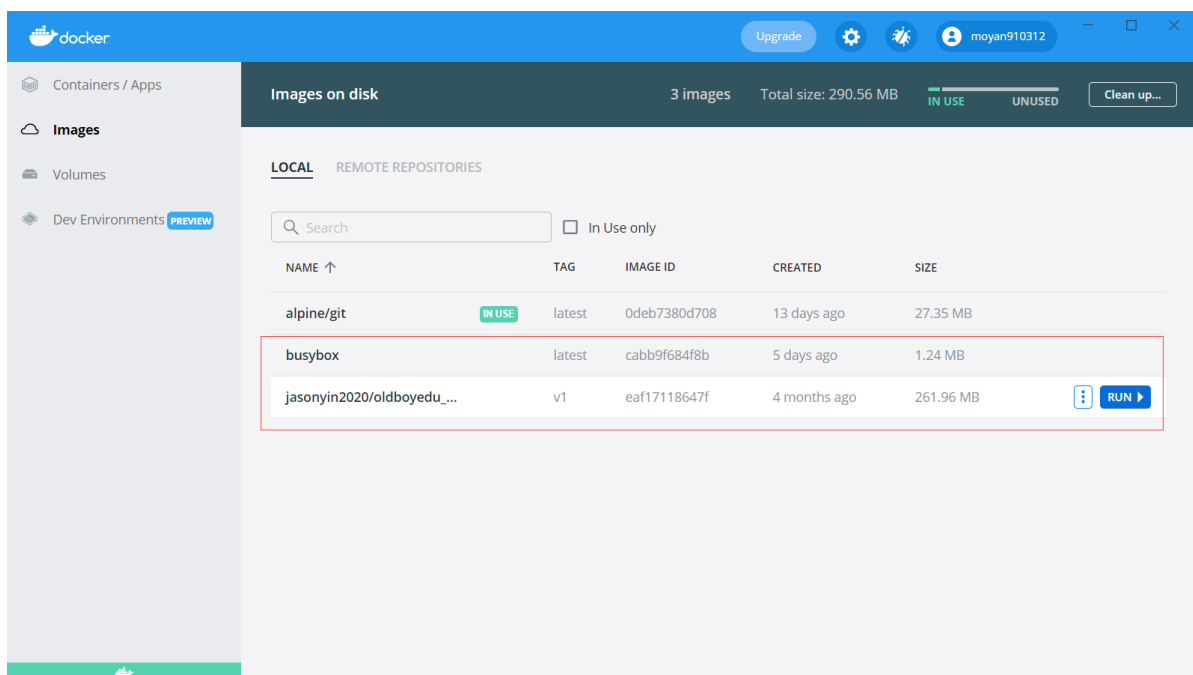 docker
Upgrade
moyan910312
Containers / Apps
Images
Volumes
Dev Environments PREVIEW
Images on disk
3 images
Total size: 290.56 MB
IN USE
UNUSED
Clean up...
LOCAL
REMOTE REPOSITORIES
Search
In Use only
NAME TAG IMAGE ID CREATED SIZE
alpine/git IN USE latest 0deb7380d708 13 days ago 27.35 MB
busybox latest cabb9f684f8b 5 days ago 1.24 MB
jasonyin2020/oldboyedu_... v1 eaf17118647f 4 months ago 261.96 MB RUN